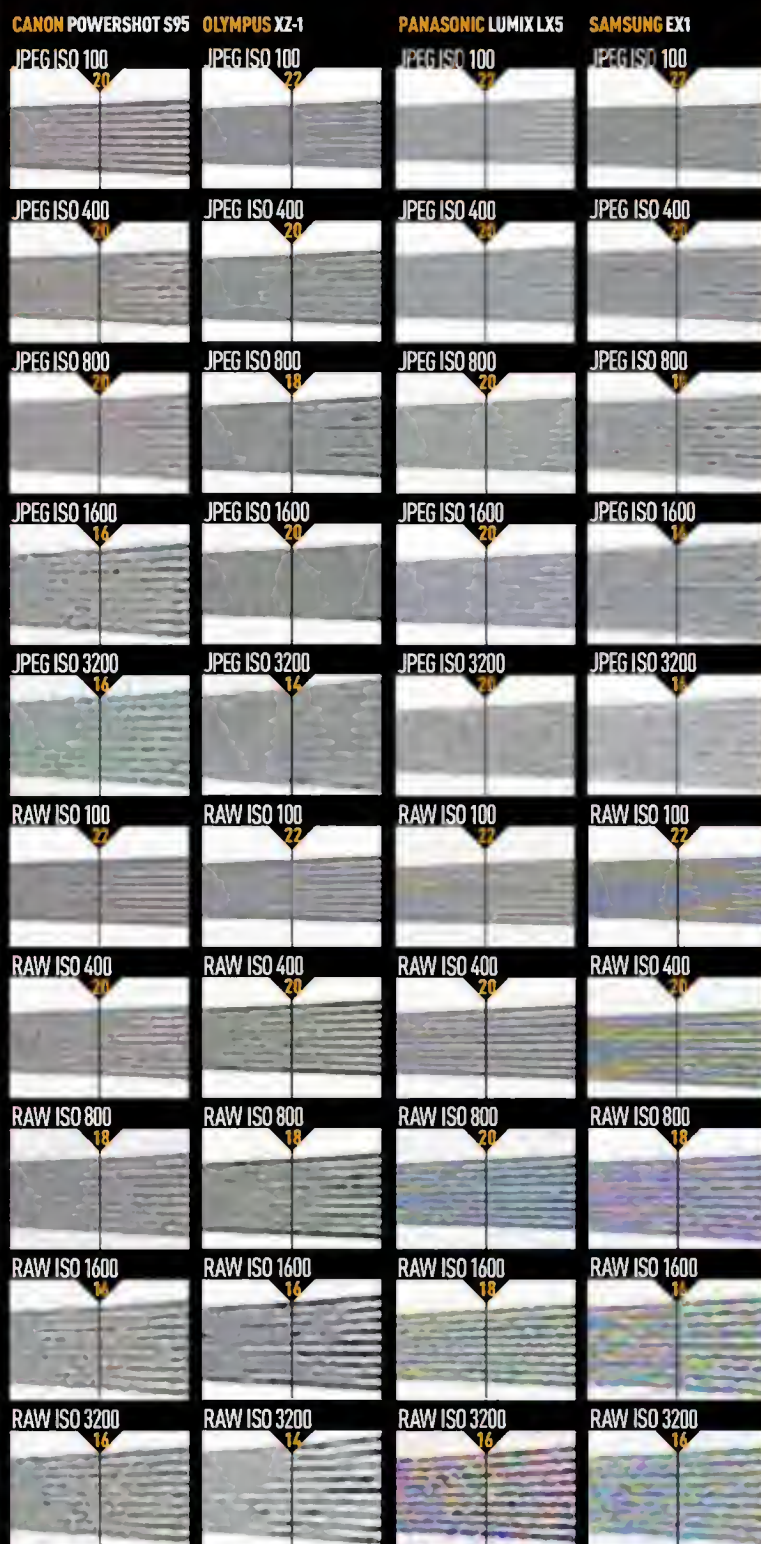 CANON POWERSHOT S95 OLYMPUS XZ-1 PANASONIC LUMIX LX5 SAMSUNG EX1
JPEG ISO 100 JPEG ISO 100 JPEG ISO 100 JPEG ISO 100
20 22 22 22
JPEG ISO 400 JPEG ISO 400 JPEG ISO 400 JPEG ISO 400
20 20 20 20
JPEG ISO 800 JPEG ISO 800 JPEG ISO 800 JPEG ISO 800
20 18 20
JPEG ISO 1600 JPEG ISO 1600 JPEG ISO 1600 JPEG ISO 1600
16 20 20 16
JPEG ISO 3200 JPEG ISO 3200 JPEG ISO 3200 JPEG ISO 3200
16 14 20
RAW ISO 100 RAW ISO 100 RAW ISO 100 RAW ISO 100
22 22 22 22
RAW ISO 400 RAW ISO 400 RAW ISO 400 RAW ISO 400
20 20 20 20
RAW ISO 800 RAW ISO 800 RAW ISO 800 RAW ISO 800
18 18 20 18
RAW ISO 1600 RAW ISO 1600 RAW ISO 1600 RAW ISO 1600
16 16 18 16
RAW ISO 3200 RAW ISO 3200 RAW ISO 3200 RAW ISO 3200
16 14 16 16